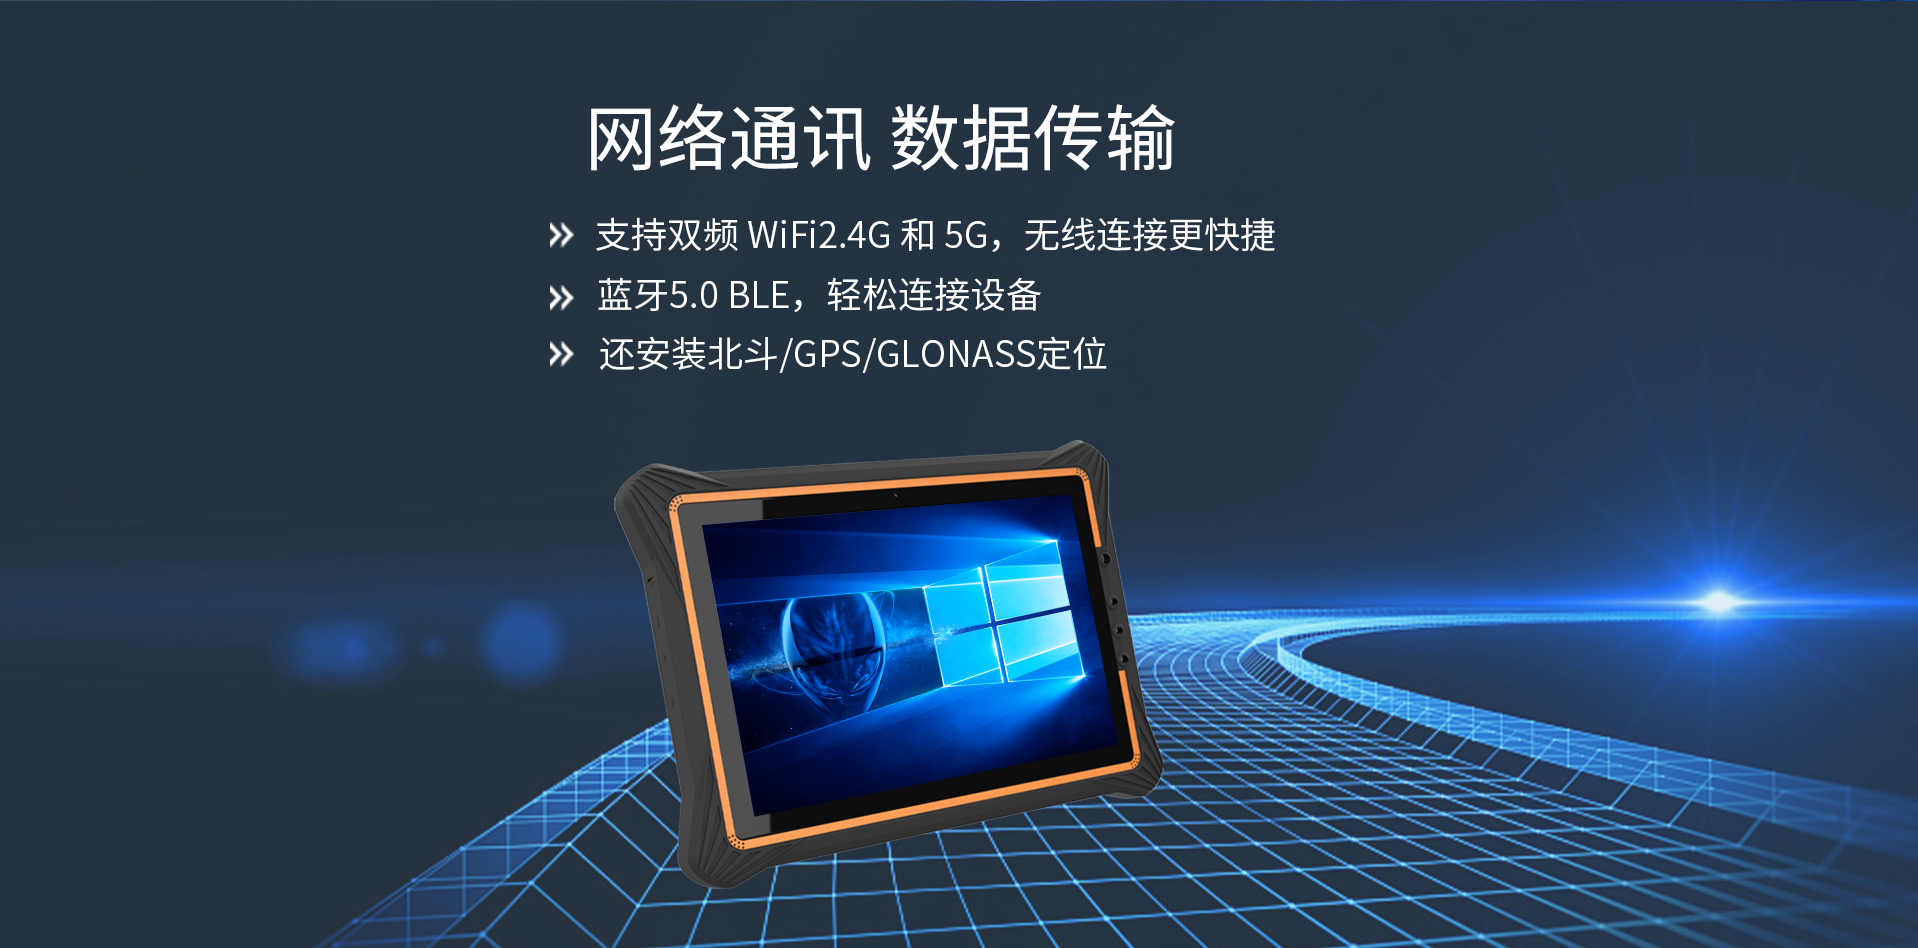 网络通讯 数据传输
支持双频 WiFi2.4G 和 5G，无线连接更快捷
蓝牙5.0 BLE，轻松连接设备
还安装北斗/GPS/GLONASS定位